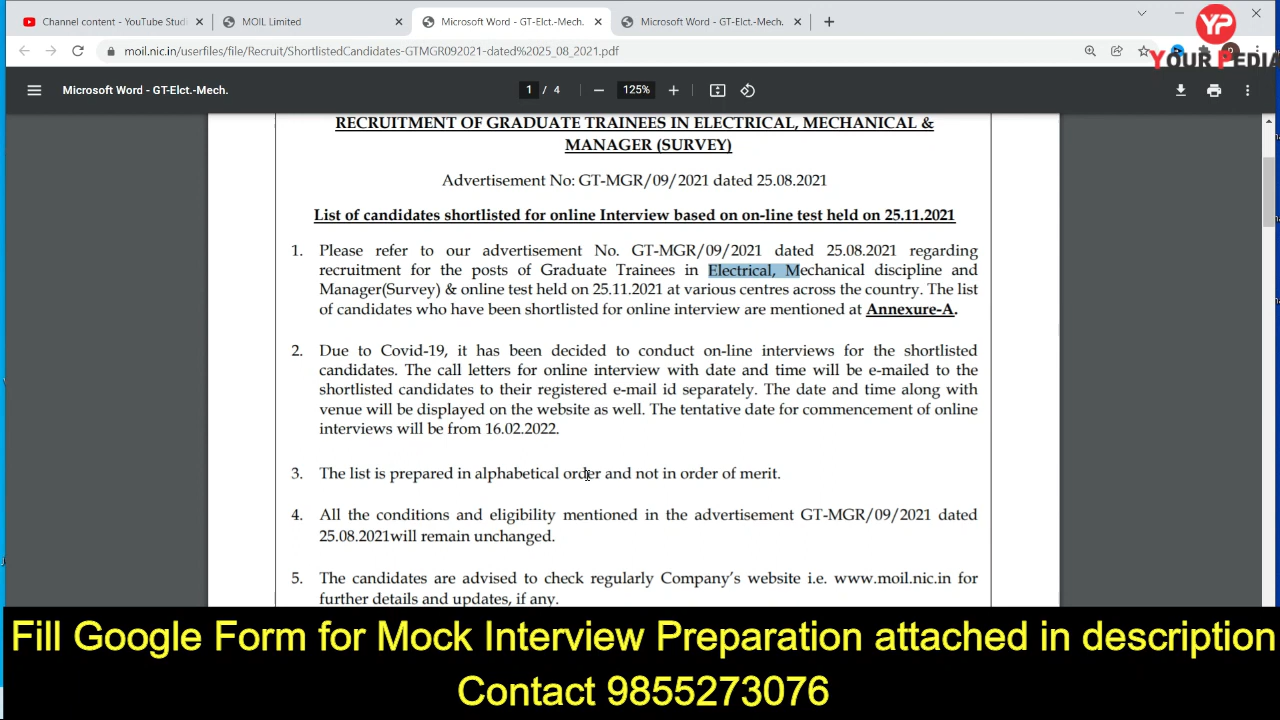 Channel content - YouTube Stud
MOIL Limited
Microsoft Word - GT-Elct.-Mech.
Microsoft Word - GT-Elct.-Mech.
YP
YOUR PEDIA
moil.nic.in/userfiles/file/Recruit/ShortlistedCandidates-GTMGR092021-dated%2025_08_2021.pdf
Microsoft Word - GT-Elct.-Mech.
1 / 4
125%
RECRUITMENT OF GRADUATE TRAINEES IN ELECTRICAL, MECHANICAL &
MANAGER (SURVEY)
Advertisement No: GT-MGR/09/2021 dated 25.08.2021
List of candidates shortlisted for online Interview based on on-line test held on 25.11.2021
1. Please refer to our advertisement No. GT-MGR/09/2021 dated 25.08.2021 regarding
recruitment for the posts of Graduate Trainees in Electrical, Mechanical discipline and
Manager(Survey) & online test held on 25.11.2021 at various centres across the country. The list
of candidates who have been shortlisted for online interview are mentioned at Annexure-A.
2. Due to Covid-19, it has been decided to conduct on-line interviews for the shortlisted
candidates. The call letters for online interview with date and time will be e-mailed to the
shortlisted candidates to their registered e-mail id separately. The date and time along with
venue will be displayed on the website as well. The tentative date for commencement of online
interviews will be from 16.02.2022.
3. The list is prepared in alphabetical order and not in order of merit.
4. All the conditions and eligibility mentioned in the advertisement GT-MGR/09/2021 dated
25.08.2021will remain unchanged.
5. The candidates are advised to check regularly Company's website i.e. www.moil.nic.in for
further details and updates, if any.
Fill Google Form for Mock Interview Preparation attached in description
Contact 9855273076